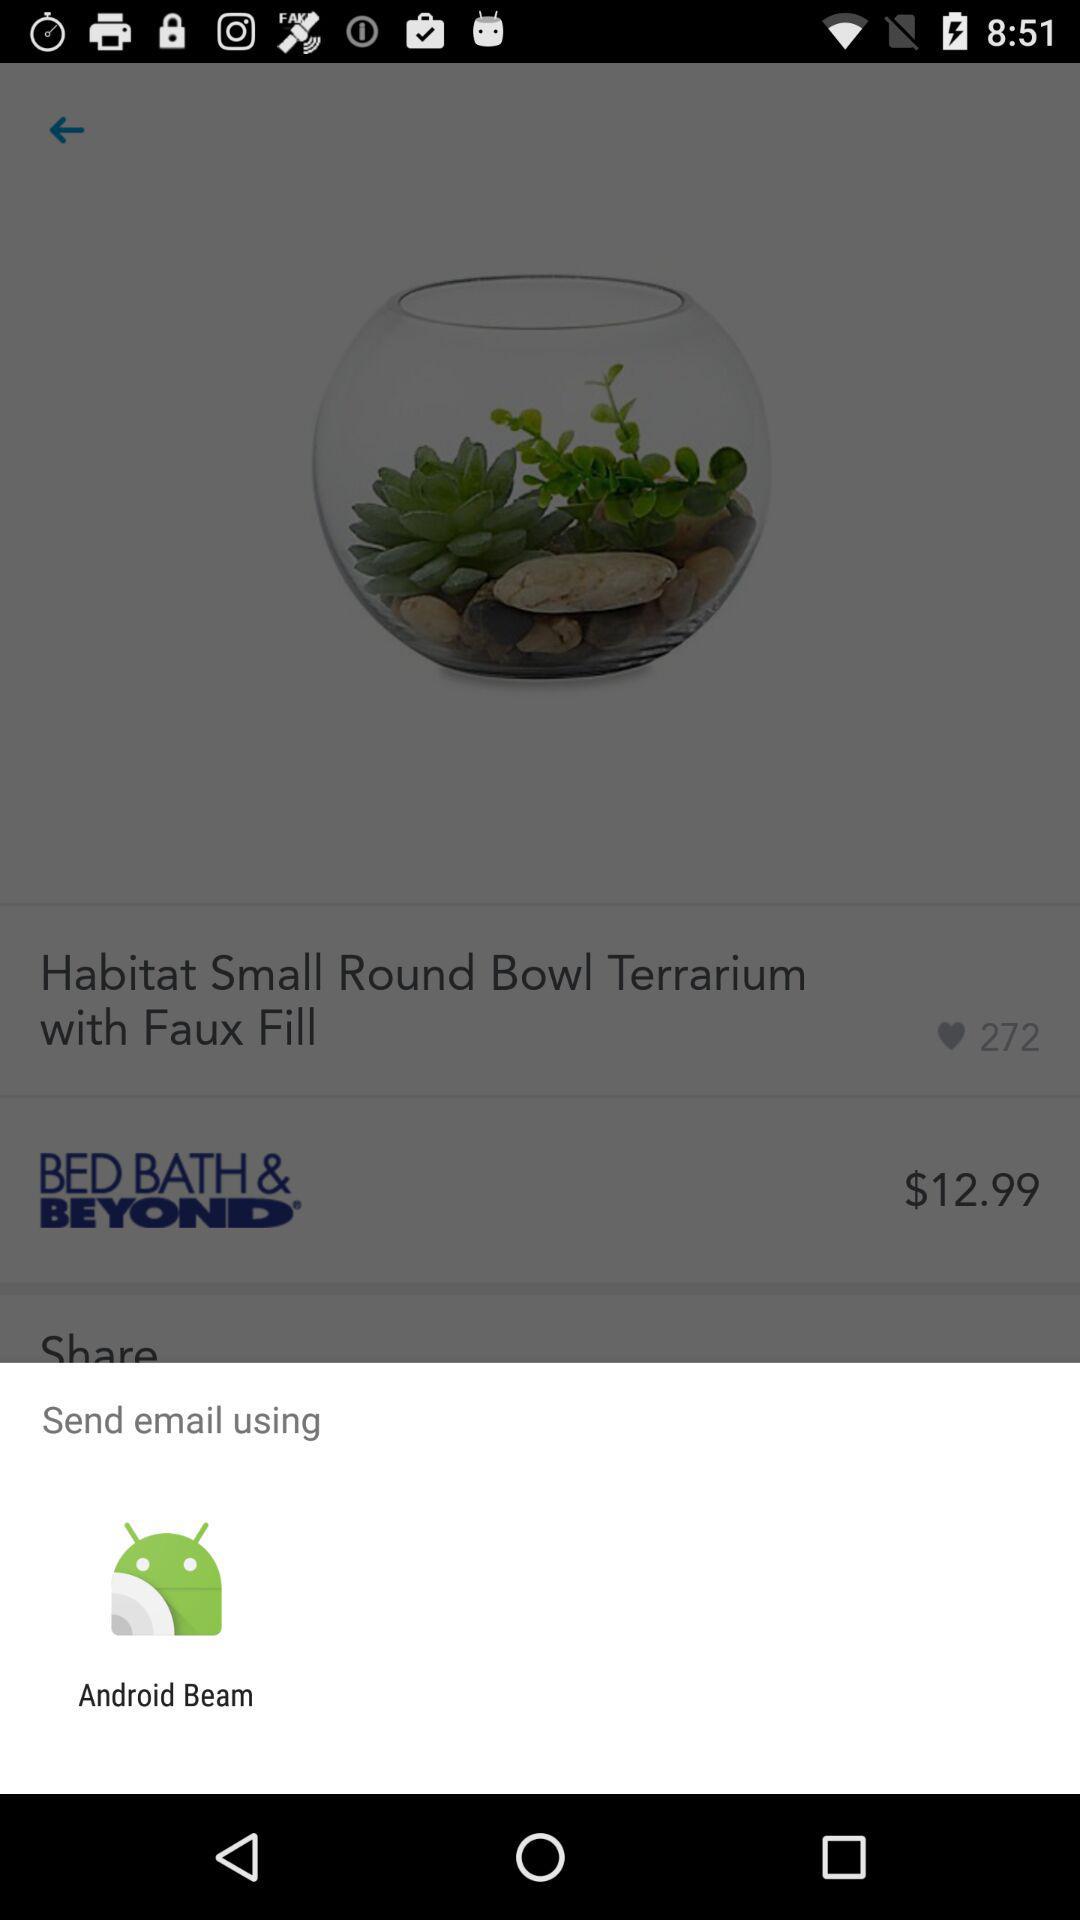 FAKE
8:51
Habitat Small Round Bowl Terrarium
with Faux Fill
272
BED BATH &
BEYOND®
$12.99
Share
Send email using
Android Beam